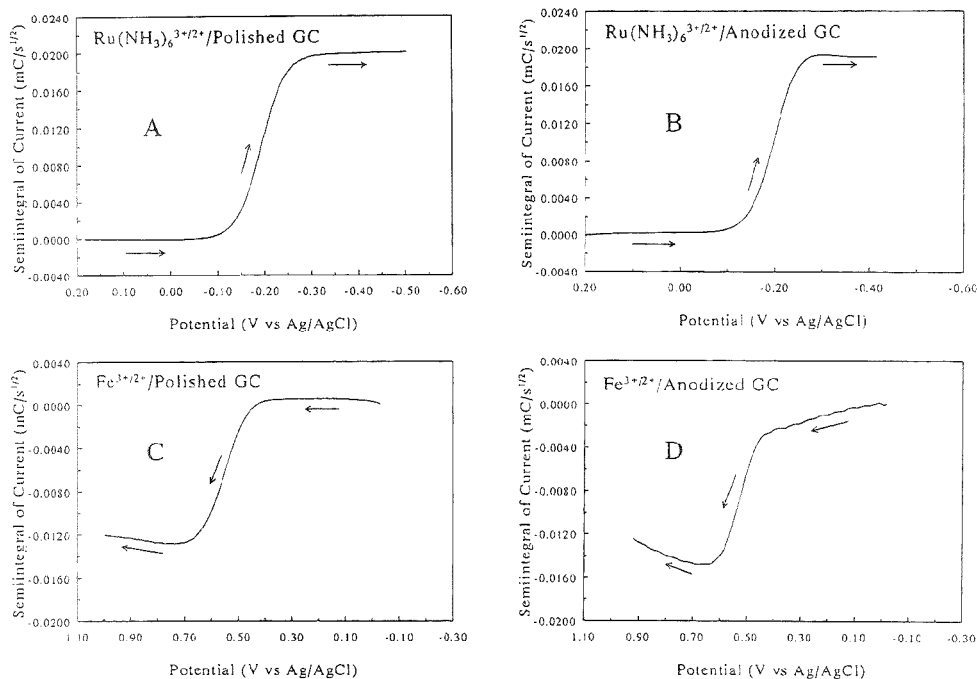 Ru(NH₃)₆³⁺/²⁺/Polished GC
A
Semiintegral of Current (mC/s¹/²)
0.0240
0.0200
0.0160
0.0120
0.0080
0.0040
0.0000
-0.0040
0.20 0.10 0.00 -0.10 -0.20 -0.30 -0.40 -0.50 -0.60
Potential (V vs Ag/AgCl)
Ru(NH₃)₆³⁺/²⁺/Anodized GC
B
Semiintegral of Current (mC/s¹/²)
0.0240
0.0200
0.0160
0.0120
0.0080
0.0040
0.0000
-0.0040
0.20 0.00 -0.20 -0.40 -0.60
Potential (V vs Ag/AgCl)
Fe³⁺/²⁺/Polished GC
C
Semiintegral of Current (mC/s¹/²)
0.0040
0.0000
-0.0040
-0.0080
-0.0120
-0.0160
-0.0200
1.10 0.90 0.70 0.50 0.30 0.10 -0.10 -0.30
Potential (V vs Ag/AgCl)
Fe³⁺/²⁺/Anodized GC
D
Semiintegral of Current (mC/s¹/²)
0.0040
0.0000
-0.0040
-0.0080
-0.0120
-0.0160
-0.0200
1.10 0.90 0.70 0.50 0.30 0.10 -0.10 -0.30
Potential (V vs Ag/AgCl)